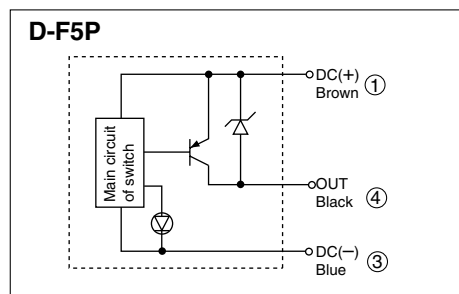 D-F5P
DC(+) ①
Brown
Main circuit
of switch
OUT
Black ④
DC(−)
Blue ③